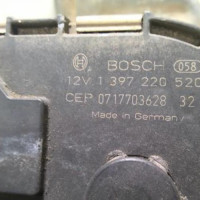 BOSCH 058
12V 1 397 220 520
CEP 0717703628 32
Made in Germany